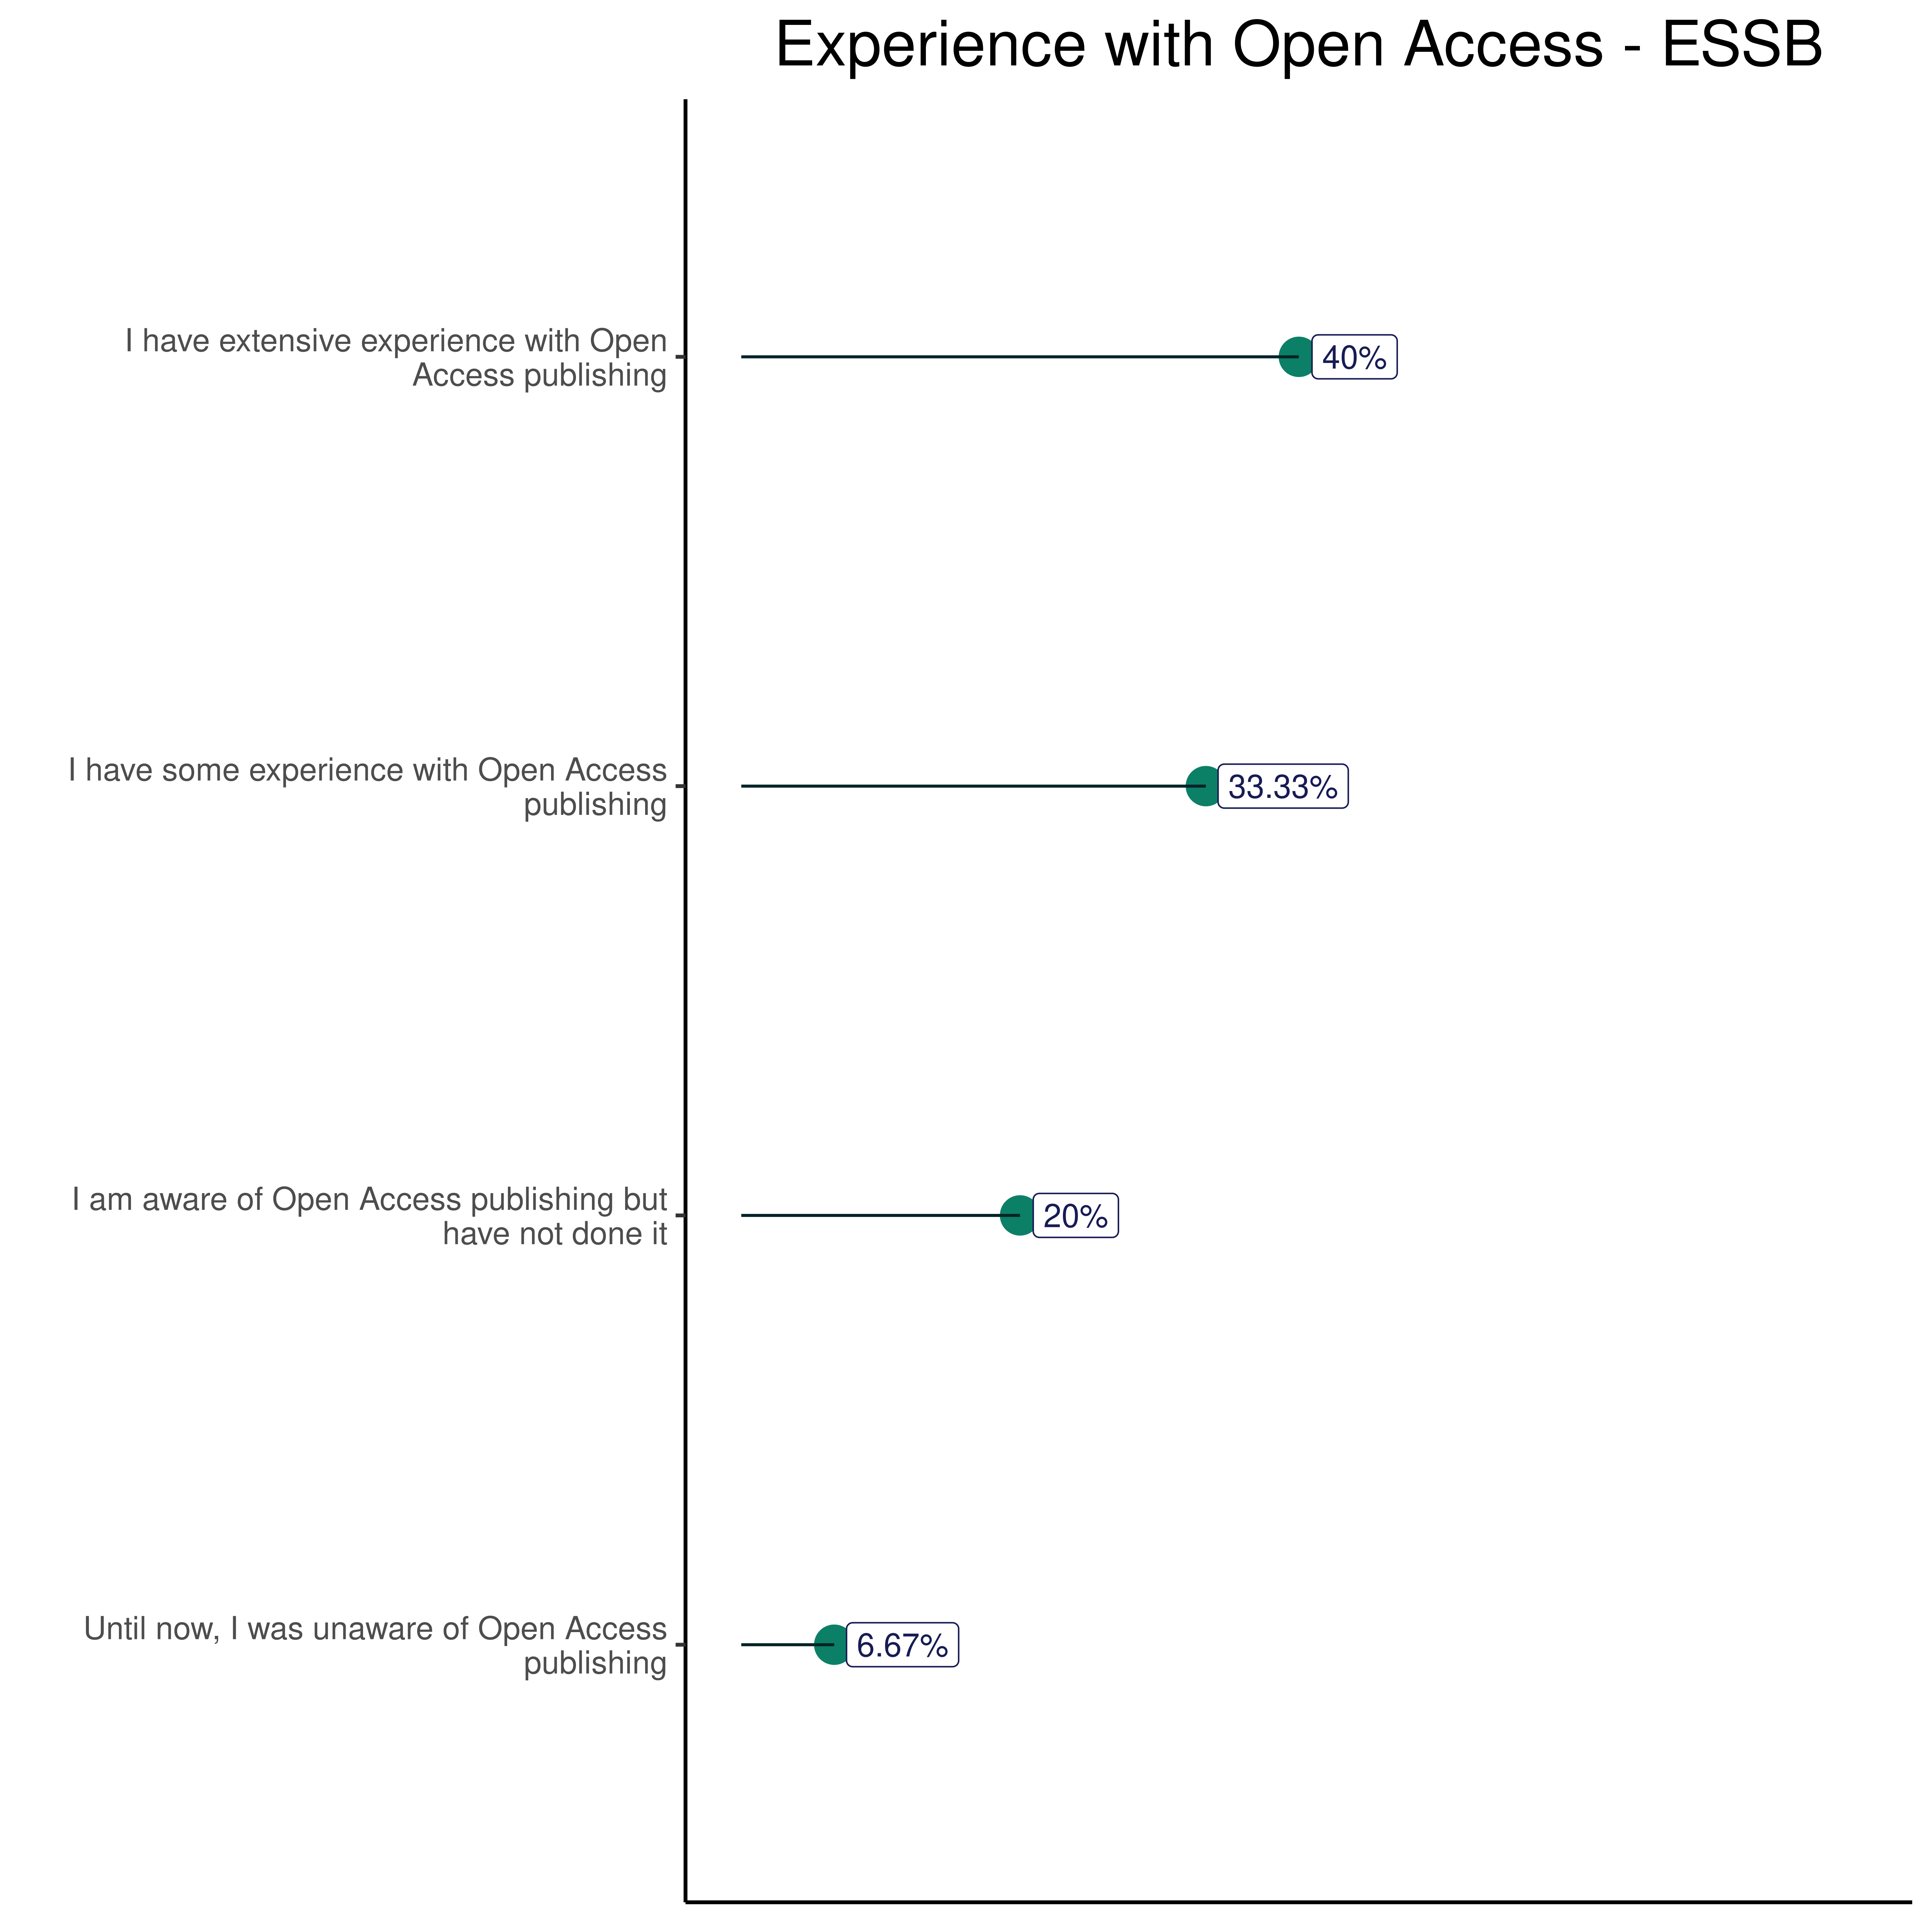 Experience with Open Access - ESSB
I have extensive experience with Open
Access publishing
40%
I have some experience with Open Access
publishing
33.33%
I am aware of Open Access publishing but
have not done it
20%
Until now, I was unaware of Open Access
publishing
6.67%